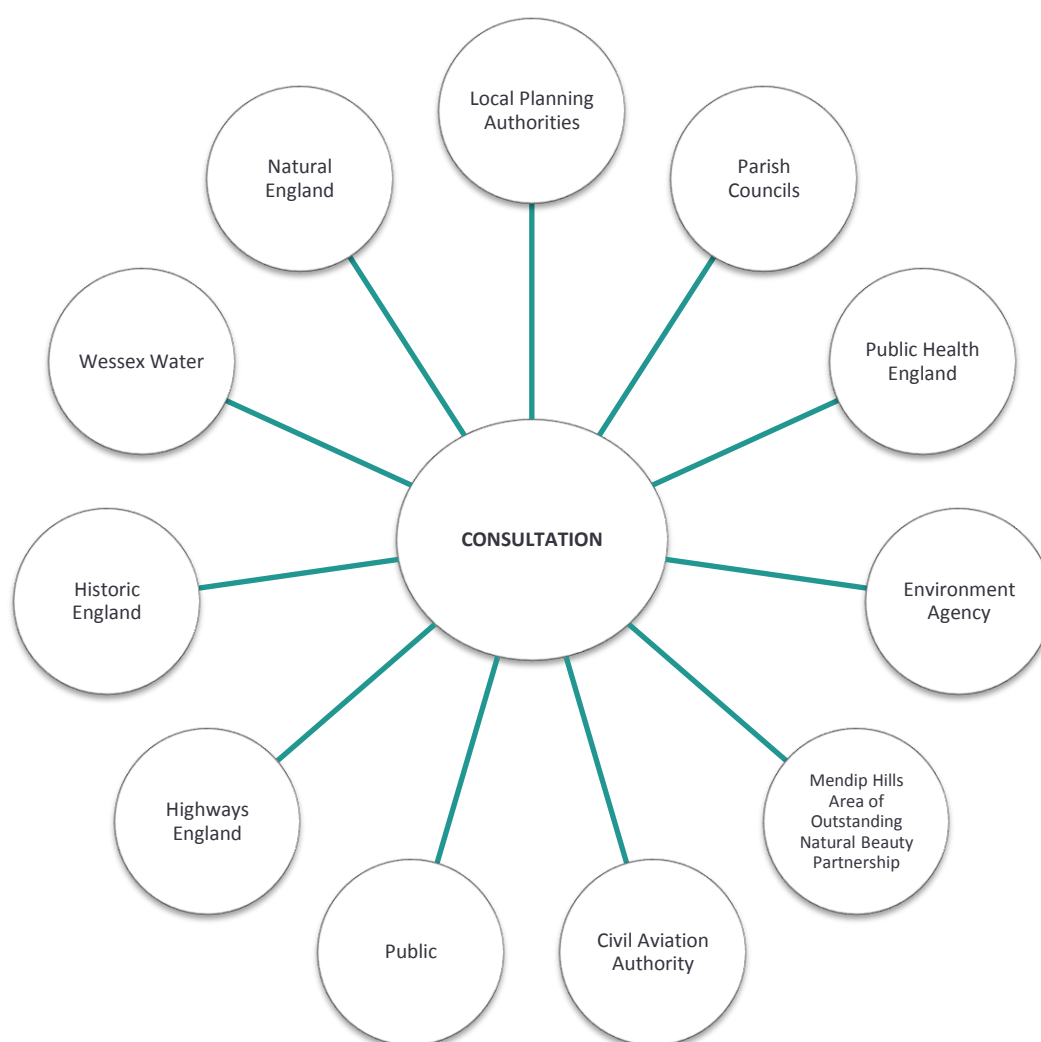 Local Planning
Authorities
Parish
Councils
Public Health
England
Environment
Agency
Mendip Hills
Area of
Outstanding
Natural Beauty
Partnership
Civil Aviation
Authority
Public
Highways
England
Historic
England
Wessex Water
Natural
England
CONSULTATION